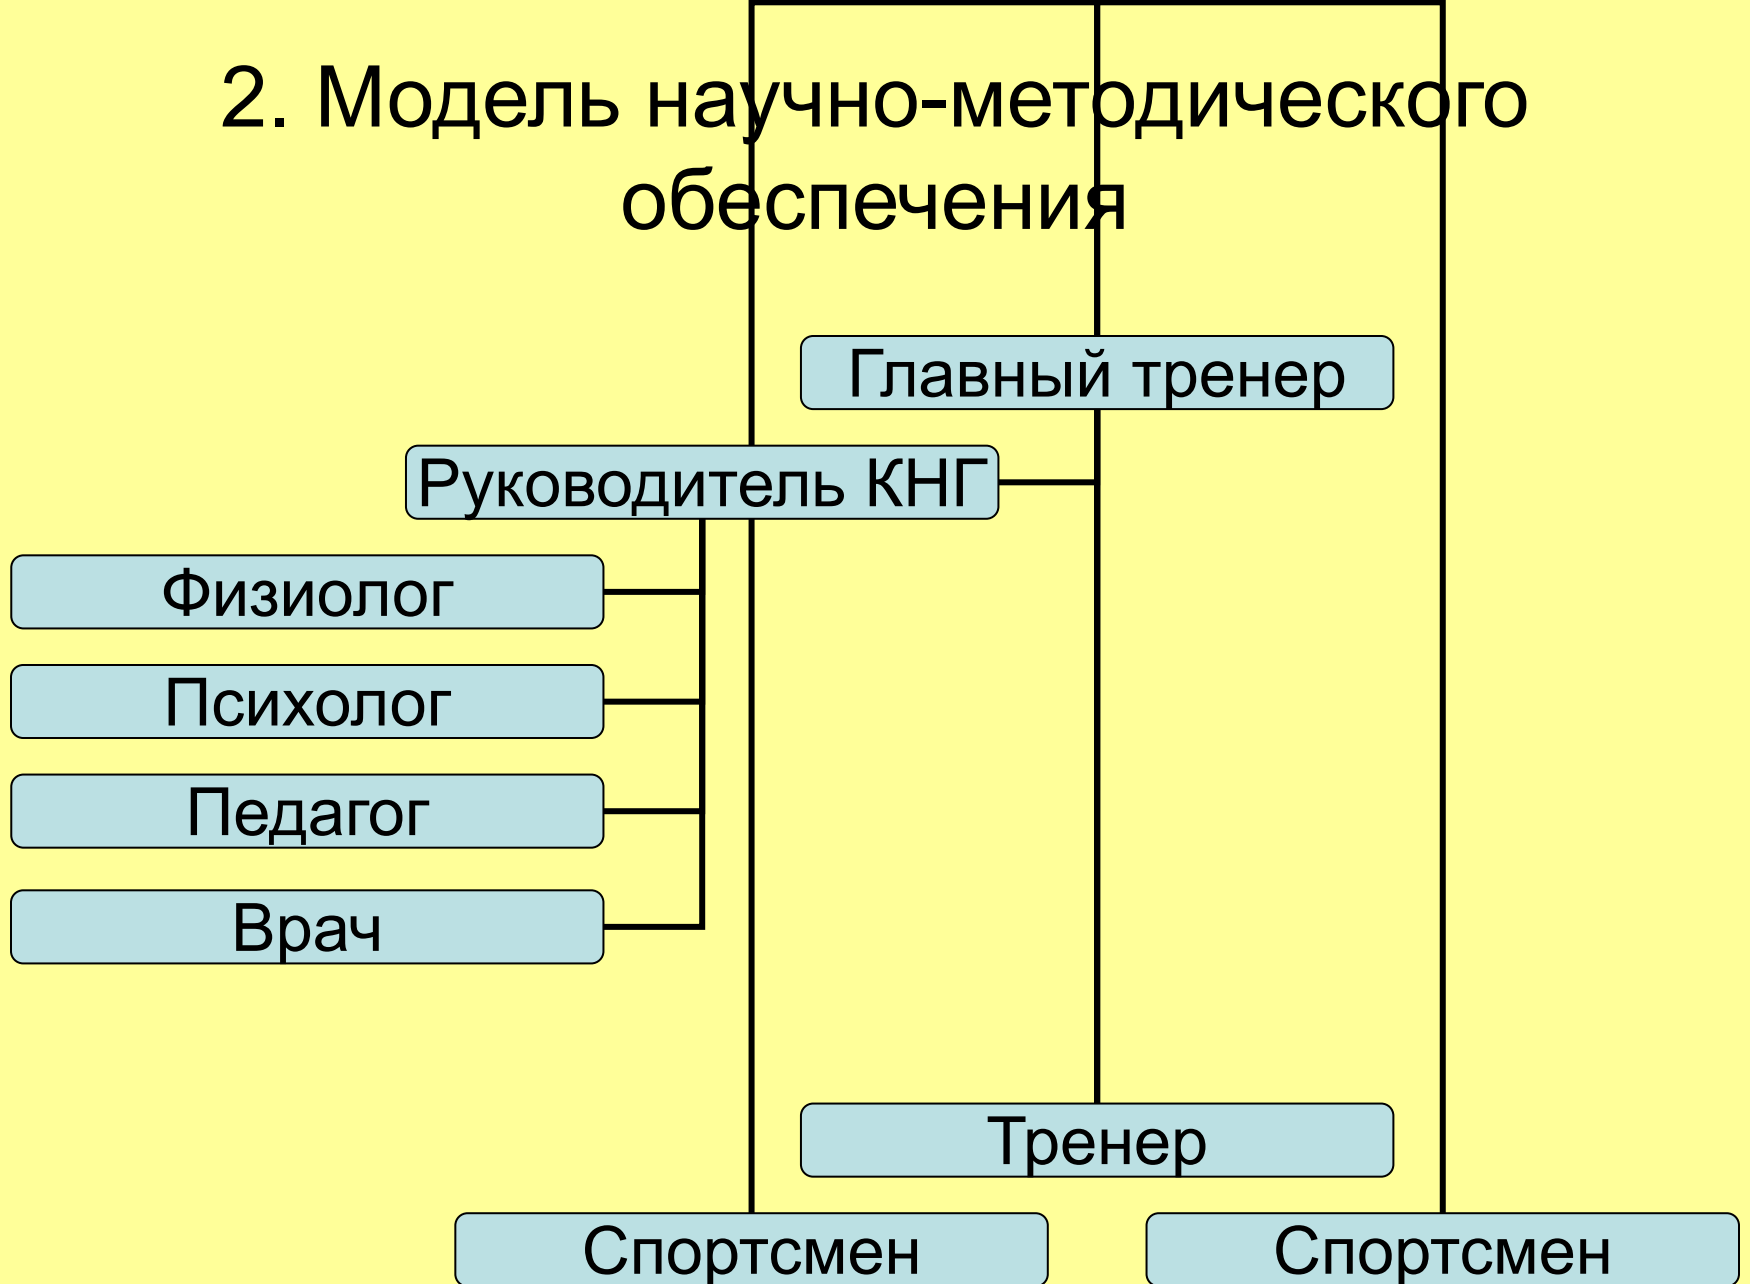 2. Модель научно-методического
обеспечения
Главный тренер
Руководитель КНГ
Физиолог
Психолог
Педагог
Врач
Тренер
Спортсмен
Спортсмен